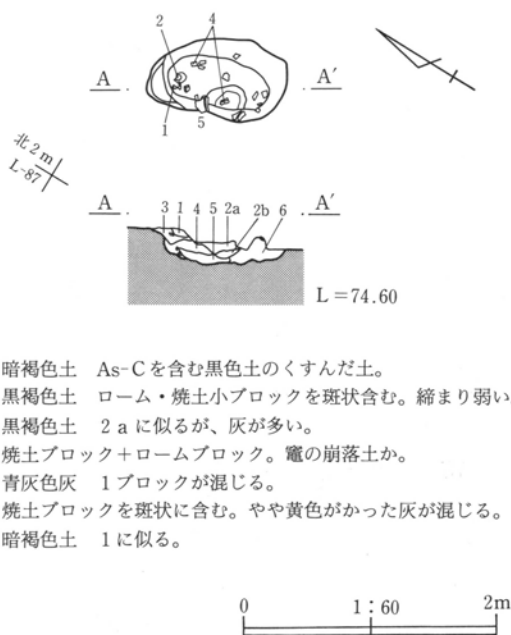 2 4
A A′
1 5
北2m
L-87
A A′
3 1 4 5 2a 2b 6
L＝74.60
暗褐色土 As-Cを含む黒色土のくすんだ土。
黒褐色土 ローム・焼土小ブロックを斑状含む。締まり弱い
黒褐色土 2aに似るが、灰が多い。
焼土ブロック＋ロームブロック。竈の崩落土か。
青灰色灰 1ブロックが混じる。
焼土ブロックを斑状に含む。やや黄色がかった灰が混じる。
暗褐色土 1に似る。
0 1：60 2m